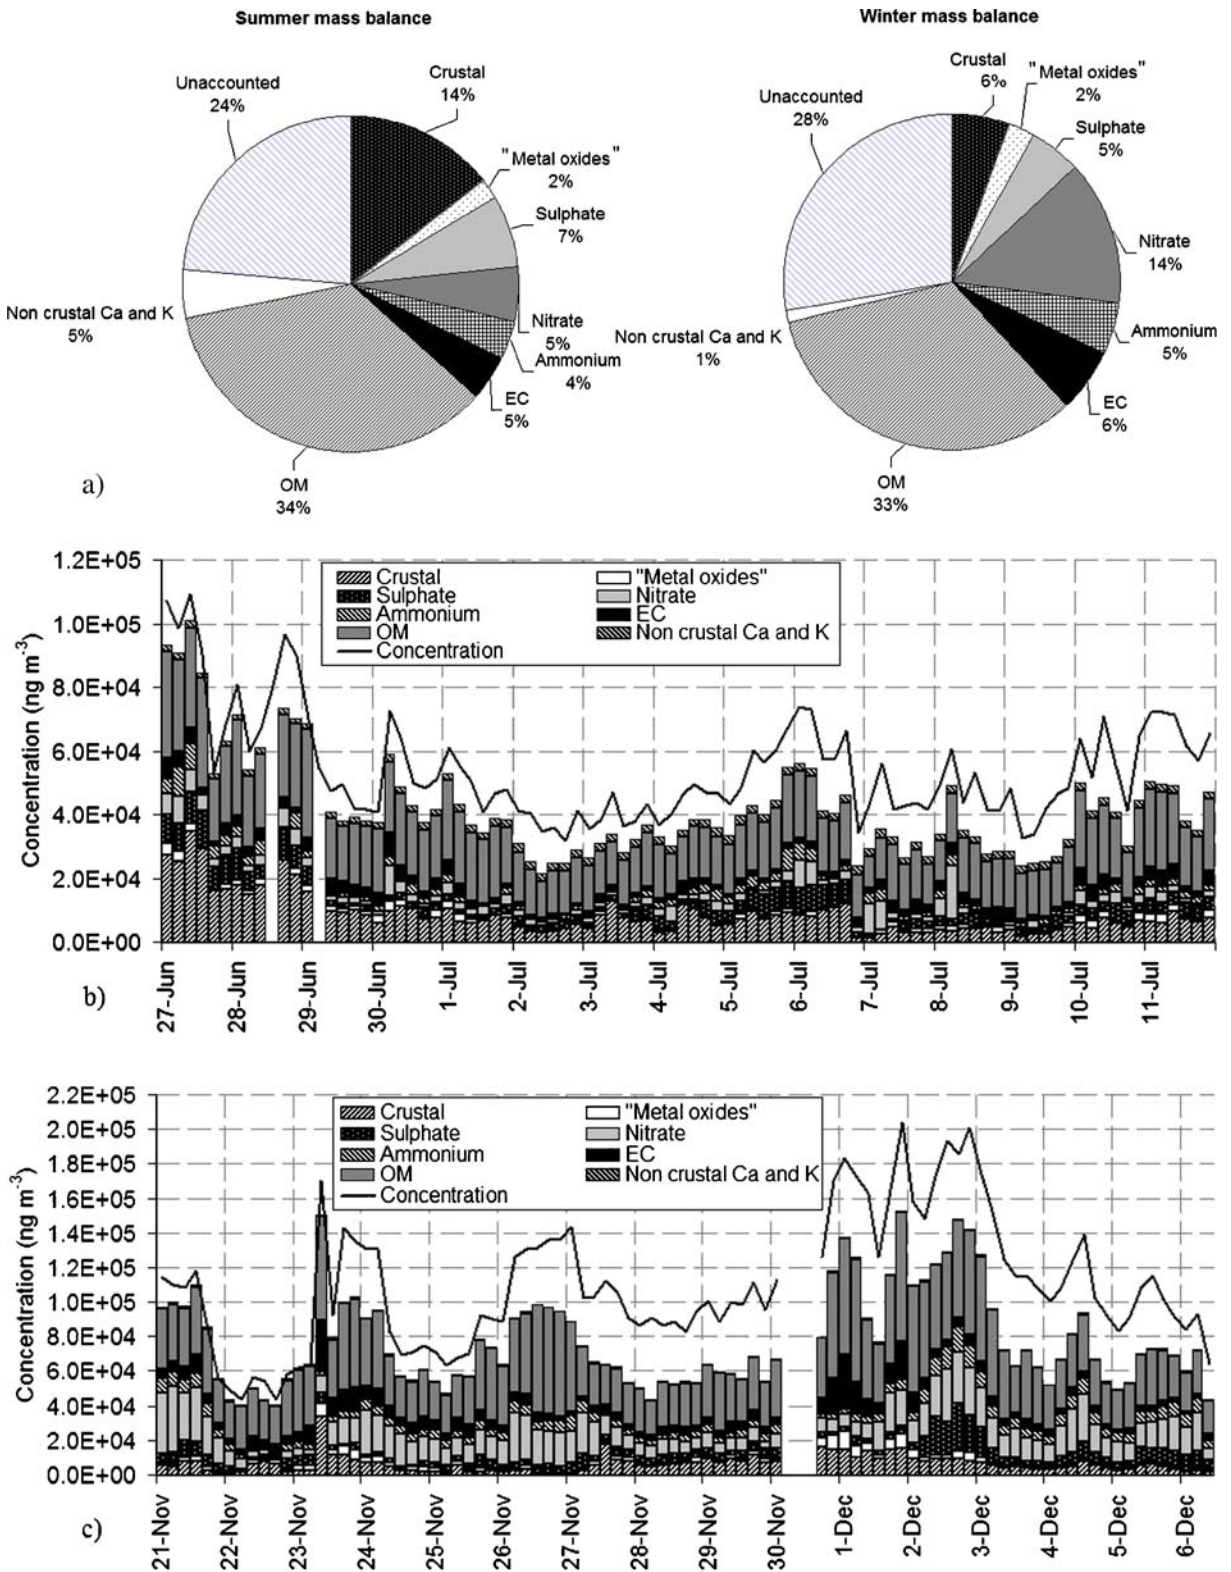 Summer mass balance
Winter mass balance
Unaccounted
24%
Crustal
14%
"Metal oxides"
2%
Sulphate
7%
Nitrate
5%
Ammonium
4%
EC
5%
OM
34%
Non crustal Ca and K
5%
Unaccounted
28%
Crustal
6%
"Metal oxides"
2%
Sulphate
5%
Nitrate
14%
Ammonium
5%
EC
6%
OM
33%
Non crustal Ca and K
1%
a)
Concentration (ng m-3)
1.2E+05
1.0E+05
8.0E+04
6.0E+04
4.0E+04
2.0E+04
0.0E+00
Crustal
"Metal oxides"
Sulphate
Nitrate
Ammonium
EC
OM
Non crustal Ca and K
Concentration
27-Jun
28-Jun
29-Jun
30-Jun
1-Jul
2-Jul
3-Jul
4-Jul
5-Jul
6-Jul
7-Jul
8-Jul
9-Jul
10-Jul
11-Jul
b)
Concentration (ng m-3)
2.2E+05
2.0E+05
1.8E+05
1.6E+05
1.4E+05
1.2E+05
1.0E+05
8.0E+04
6.0E+04
4.0E+04
2.0E+04
0.0E+00
Crustal
"Metal oxides"
Sulphate
Nitrate
Ammonium
EC
OM
Non crustal Ca and K
Concentration
21-Nov
22-Nov
23-Nov
24-Nov
25-Nov
26-Nov
27-Nov
28-Nov
29-Nov
30-Nov
1-Dec
2-Dec
3-Dec
4-Dec
5-Dec
6-Dec
c)